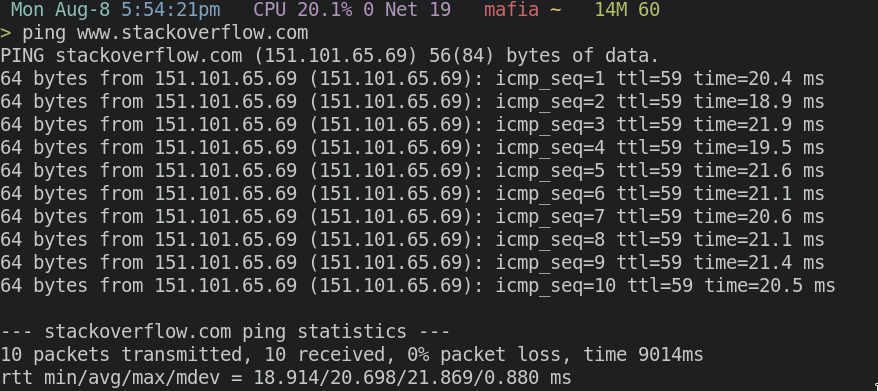 Mon Aug-8 5:54:21pm CPU 20.1% 0 Net 19 mafia ~ 14M 60
> ping www.stackoverflow.com
PING stackoverflow.com (151.101.65.69) 56(84) bytes of data.
64 bytes from 151.101.65.69 (151.101.65.69): icmp_seq=1 ttl=59 time=20.4 ms
64 bytes from 151.101.65.69 (151.101.65.69): icmp_seq=2 ttl=59 time=18.9 ms
64 bytes from 151.101.65.69 (151.101.65.69): icmp_seq=3 ttl=59 time=21.9 ms
64 bytes from 151.101.65.69 (151.101.65.69): icmp_seq=4 ttl=59 time=19.5 ms
64 bytes from 151.101.65.69 (151.101.65.69): icmp_seq=5 ttl=59 time=21.6 ms
64 bytes from 151.101.65.69 (151.101.65.69): icmp_seq=6 ttl=59 time=21.1 ms
64 bytes from 151.101.65.69 (151.101.65.69): icmp_seq=7 ttl=59 time=20.6 ms
64 bytes from 151.101.65.69 (151.101.65.69): icmp_seq=8 ttl=59 time=21.1 ms
64 bytes from 151.101.65.69 (151.101.65.69): icmp_seq=9 ttl=59 time=21.4 ms
64 bytes from 151.101.65.69 (151.101.65.69): icmp_seq=10 ttl=59 time=20.5 ms
--- stackoverflow.com ping statistics ---
10 packets transmitted, 10 received, 0% packet loss, time 9014ms
rtt min/avg/max/mdev = 18.914/20.698/21.869/0.880 ms